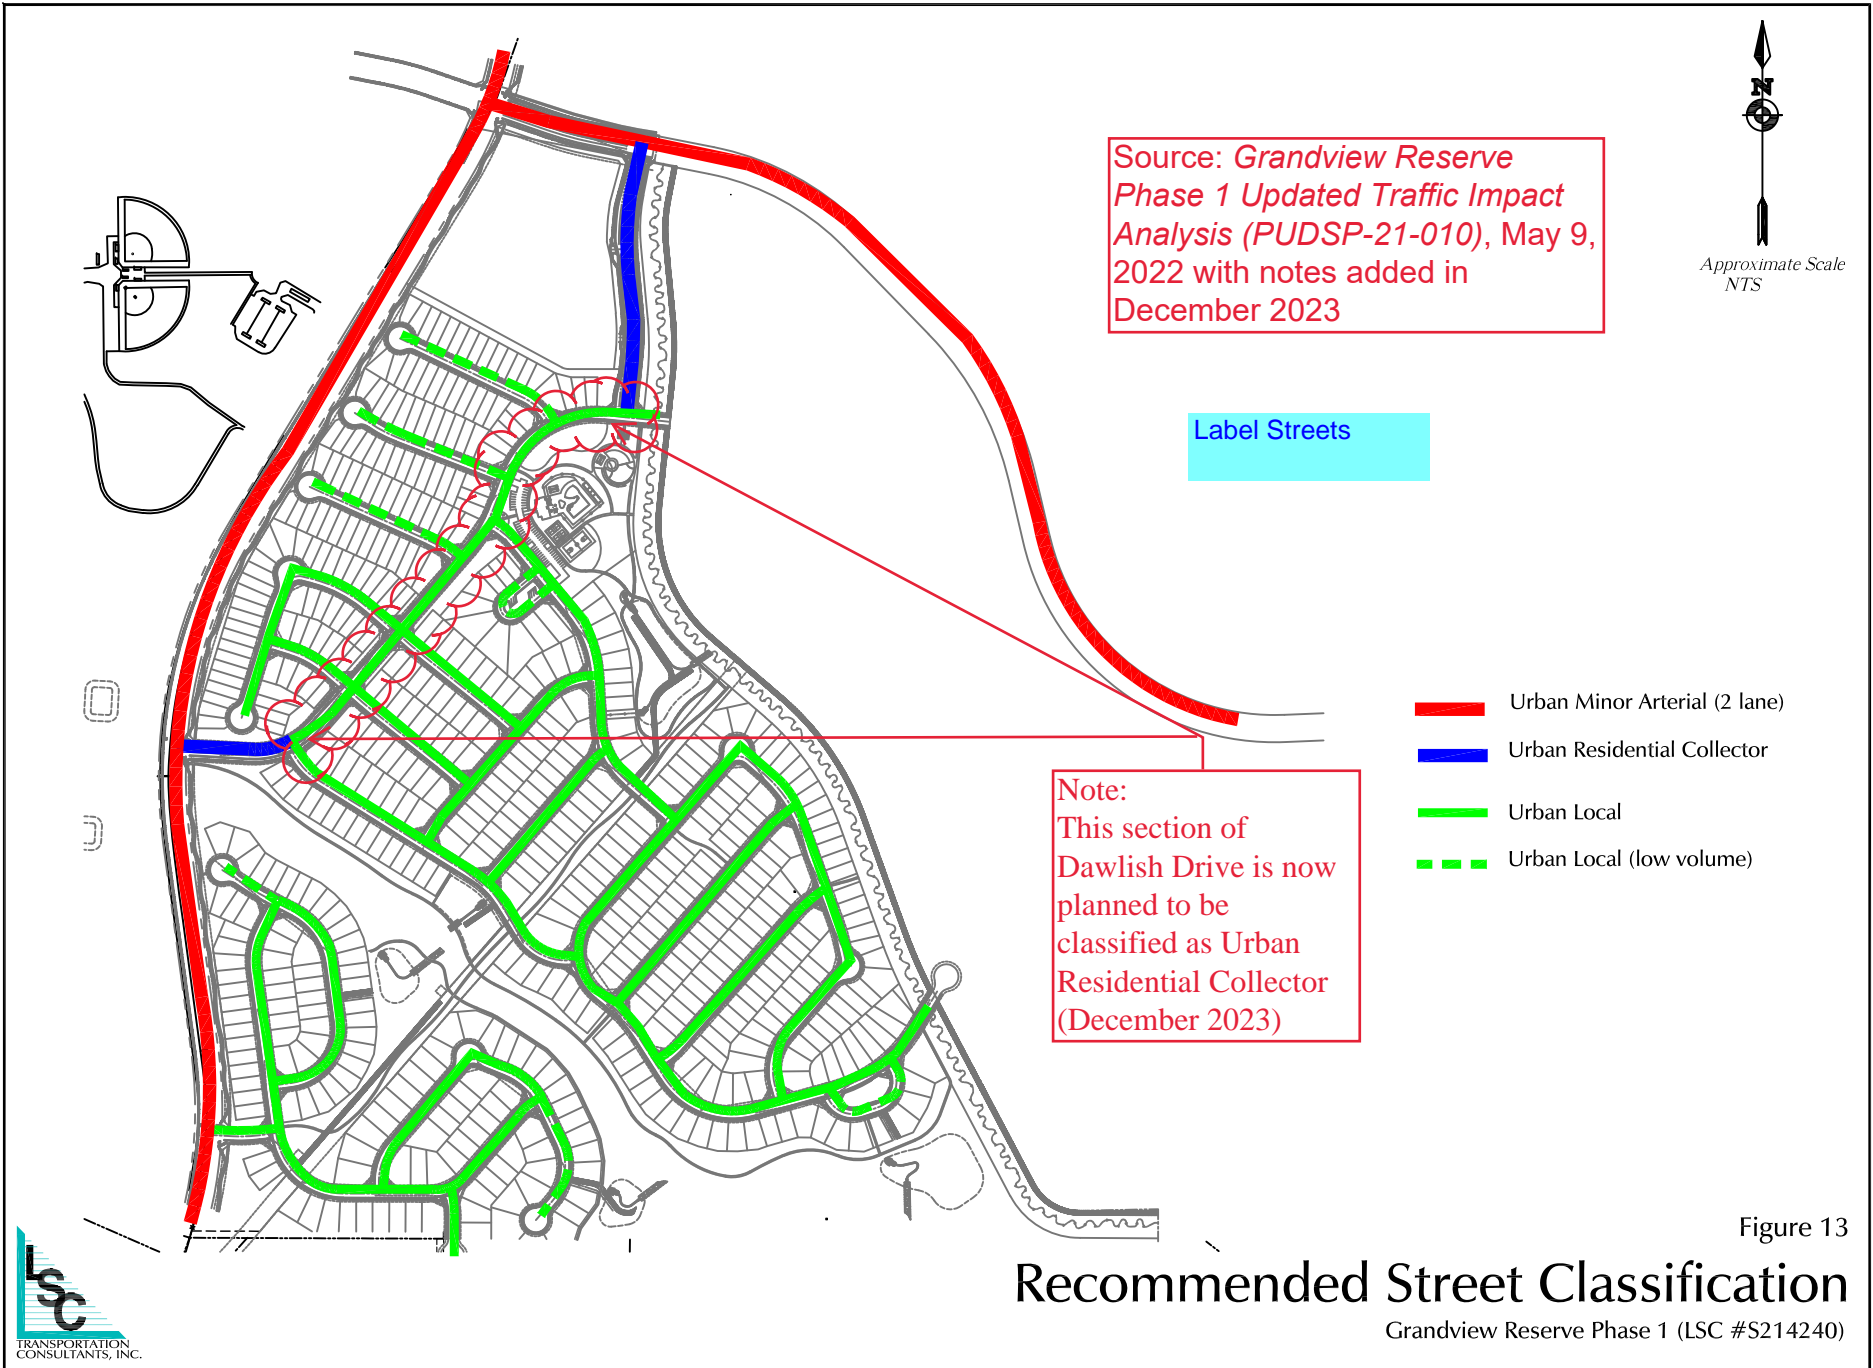 N
Approximate Scale
NTS
Source: Grandview Reserve
Phase 1 Updated Traffic Impact
Analysis (PUDSP-21-010), May 9,
2022 with notes added in
December 2023
Label Streets
Urban Minor Arterial (2 lane)
Urban Residential Collector
Urban Local
Urban Local (low volume)
Note:
This section of
Dawlish Drive is now
planned to be
classified as Urban
Residential Collector
(December 2023)
Figure 13
Recommended Street Classification
Grandview Reserve Phase 1 (LSC #S214240)
LSC
TRANSPORTATION
CONSULTANTS, INC.